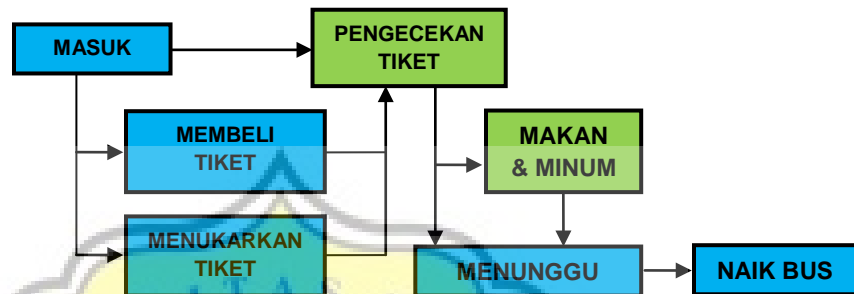 MASUK
PENGECEKAN
TIKET
MEMBELI
TIKET
MAKAN
& MINUM
MENUKARKAN
TIKET
MENUNGGU
NAIK BUS